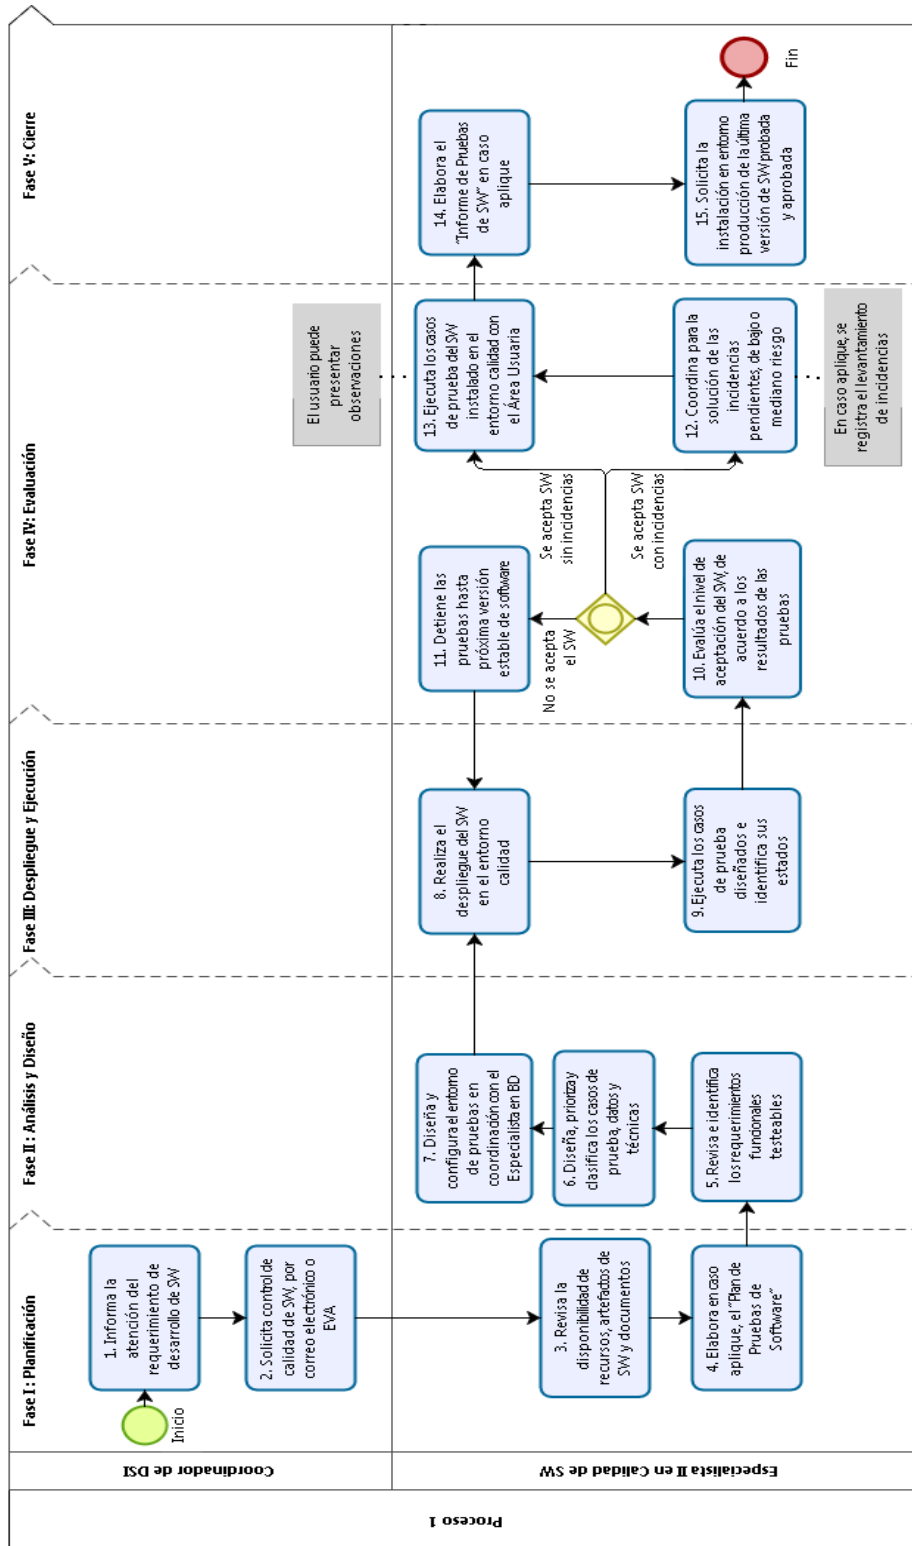 Proceso 1
Coordinador de DSI
Especialista II en Calidad de SW
Fase I : Planificación
Fase II : Análisis y Diseño
Fase III: Despliegue y Ejecución
Fase IV: Evaluación
Fase V: Cierre
Inicio
1. Informa la
atención del
requerimiento de
desarrollo de SW
2. Solicita control de
calidad de SW, por
correo electrónico o
EVA
3. Revisa la
disponibilidad de
recursos, artefactos de
SW y documentos
4. Elabora en caso
aplique, el "Plan de
Pruebas de
Software"
5. Revisa e identifica
los requerimientos
funcionales
testeables
6. Diseña, prioriza y
clasifica los casos de
prueba, datos y
técnicas
7. Diseña y
configura el entorno
de pruebas en
coordinación con el
Especialista en BD
8. Realiza el
despliegue del SW
en el entorno
calidad
9. Ejecuta los casos
de prueba
diseñados e
identifica sus
estados
10. Evalúa el nivel de
aceptación del SW, de
acuerdo a los
resultados de las
pruebas
No se acepta
el SW
Se acepta SW
sin incidencias
Se acepta SW
con incidencias
11. Detiene las
pruebas hasta
próxima versión
estable de software
12. Coordina para la
solución de las
incidencias
pendientes, de bajo o
mediano riesgo
En caso aplique, se
registra el levantamiento
de incidencias
13. Ejecuta los casos
de prueba del SW
instalado en el
entorno calidad con
el Área Usuaria
El usuario puede
presentar
observaciones
14. Elabora el
"Informe de Pruebas
de SW" en caso
aplique
15. Solicita la
instalación en entorno
producción de la última
versión de SW probada
y aprobada
Fin